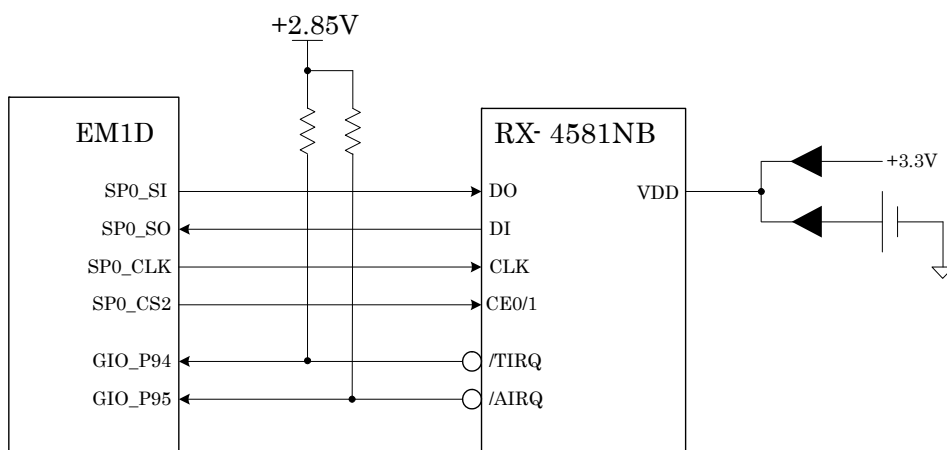 +2.85V
EM1D
RX- 4581NB
+3.3V
SP0_SI
DO
VDD
SP0_SO
DI
SP0_CLK
CLK
SP0_CS2
CE0/1
GIO_P94
/TIRQ
GIO_P95
/AIRQ